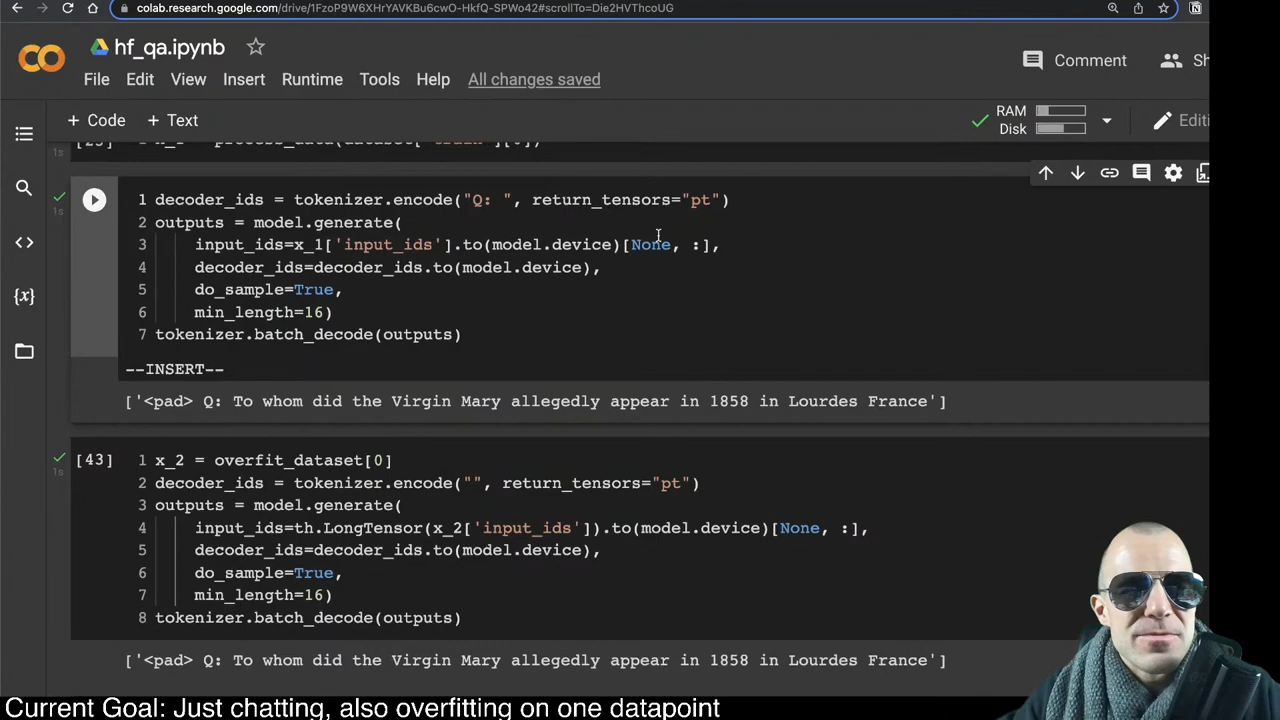 colab.research.google.com/drive/1FzoP9W6XHrYAVKBu6cwO-HkfQ-SPWo42#scrollTo=Die2HVThcoUG
hf_qa.ipynb
File Edit View Insert Runtime Tools Help All changes saved
Comment
+ Code + Text
RAM
Disk
1 decoder_ids = tokenizer.encode("Q: ", return_tensors="pt")
2 outputs = model.generate(
3 input_ids=x_1['input_ids'].to(model.device)[None, :],
4 decoder_ids=decoder_ids.to(model.device),
5 do_sample=True,
6 min_length=16)
7 tokenizer.batch_decode(outputs)
--INSERT--
['<pad> Q: To whom did the Virgin Mary allegedly appear in 1858 in Lourdes France']
[43] 1 x_2 = overfit_dataset[0]
1s
2 decoder_ids = tokenizer.encode("", return_tensors="pt")
3 outputs = model.generate(
4 input_ids=th.LongTensor(x_2['input_ids']).to(model.device)[None, :],
5 decoder_ids=decoder_ids.to(model.device),
6 do_sample=True,
7 min_length=16)
8 tokenizer.batch_decode(outputs)
['<pad> Q: To whom did the Virgin Mary allegedly appear in 1858 in Lourdes France']
Current Goal: Just chatting, also overfitting on one datapoint